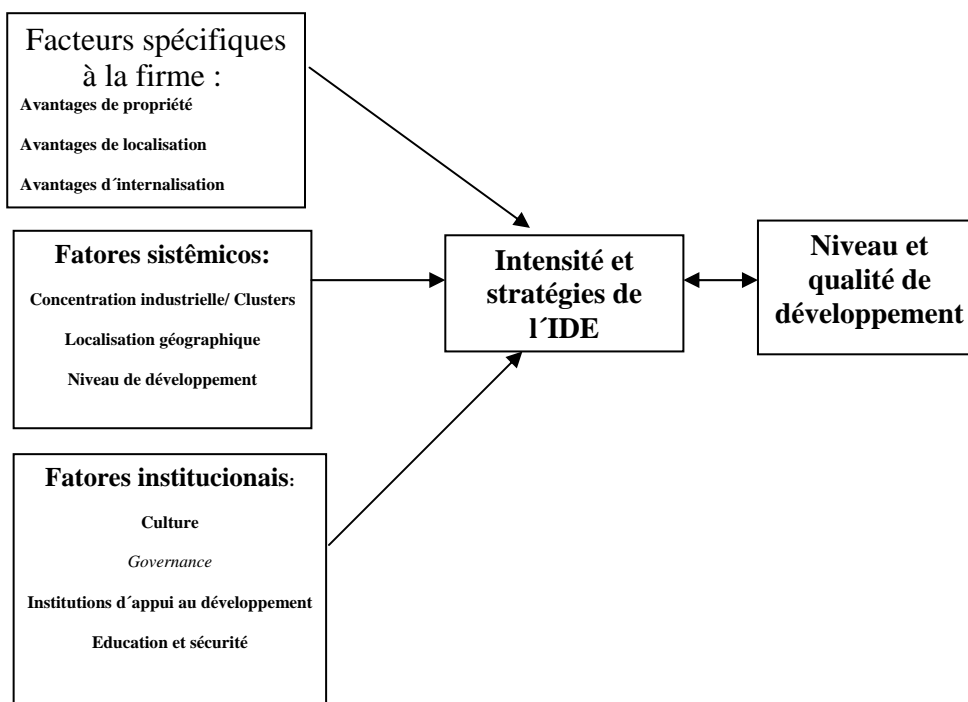 Facteurs spécifiques
à la firme :
Avantages de propriété
Avantages de localisation
Avantages d´internalisation
Fatores sistêmicos:
Concentration industrielle/ Clusters
Localisation géographique
Niveau de développement
Fatores institucionais:
Culture
Governance
Institutions d´appui au développement
Education et sécurité
Intensité et
stratégies de
l´IDE
Niveau et
qualité de
développement